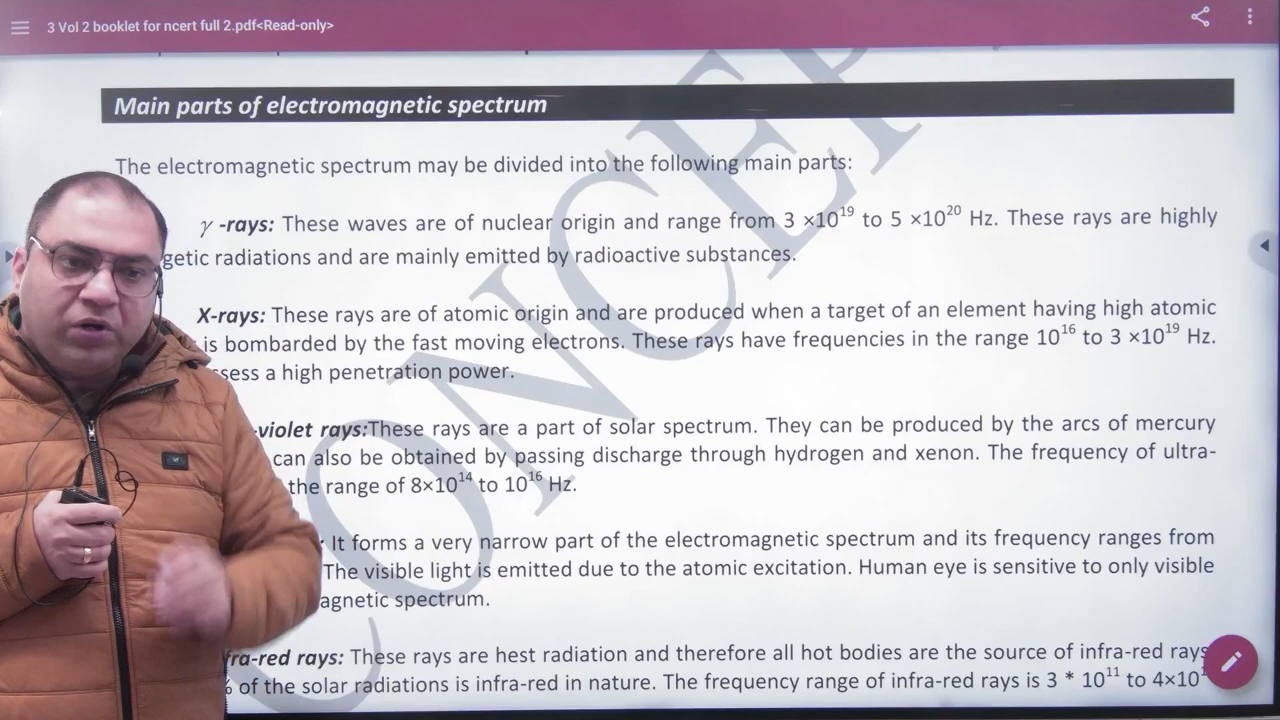 3 Vol 2 booklet for ncert full 2.pdf<Read-only>
Main parts of electromagnetic spectrum
The electromagnetic spectrum may be divided into the following main parts:
γ -rays: These waves are of nuclear origin and range from 3 ×10¹⁹ to 5 ×10²⁰ Hz. These rays are highly
getic radiations and are mainly emitted by radioactive substances.
X-rays: These rays are of atomic origin and are produced when a target of an element having high atomic
is bombarded by the fast moving electrons. These rays have frequencies in the range 10¹⁶ to 3 ×10¹⁹ Hz.
ssess a high penetration power.
-violet rays:These rays are a part of solar spectrum. They can be produced by the arcs of mercury
can also be obtained by passing discharge through hydrogen and xenon. The frequency of ultra-
the range of 8×10¹⁴ to 10¹⁶ Hz.
: It forms a very narrow part of the electromagnetic spectrum and its frequency ranges from
The visible light is emitted due to the atomic excitation. Human eye is sensitive to only visible
agnetic spectrum.
fra-red rays: These rays are hest radiation and therefore all hot bodies are the source of infra-red rays
% of the solar radiations is infra-red in nature. The frequency range of infra-red rays is 3 * 10¹¹ to 4×10
CONCEP